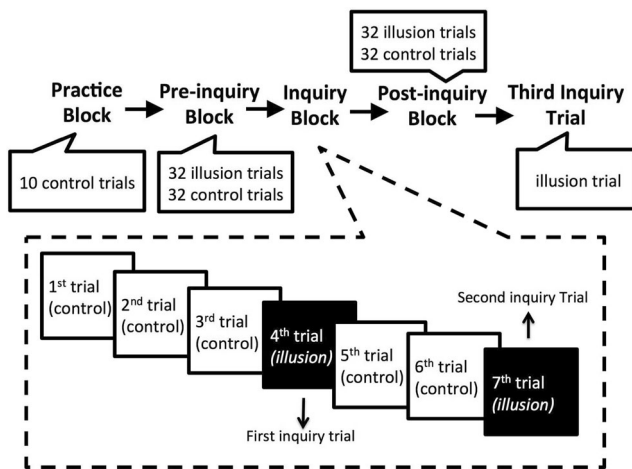 32 illusion trials
32 control trials
Practice
Block
Pre-inquiry
Block
Inquiry
Block
Post-inquiry
Block
Third Inquiry
Trial
10 control trials
32 illusion trials
32 control trials
illusion trial
1st trial
(control)
2nd trial
(control)
3rd trial
(control)
4th trial
(illusion)
5th trial
(control)
6th trial
(control)
7th trial
(illusion)
Second inquiry Trial
First inquiry trial